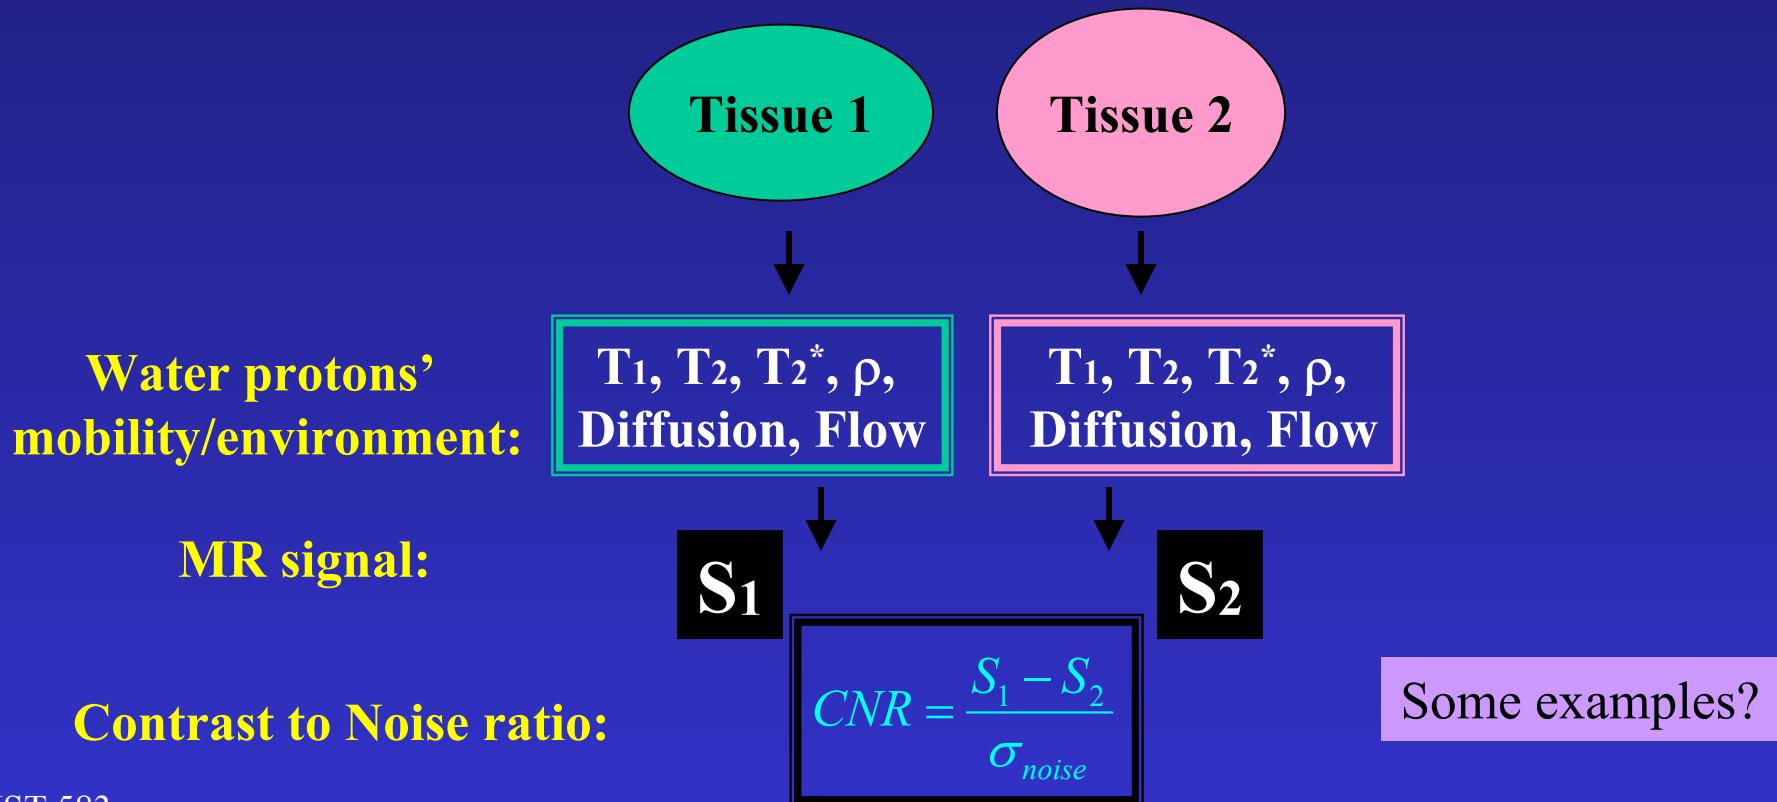 Tissue 1 Tissue 2
Water protons’
mobility/environment:
T1, T2, T2*, ρ,
Diffusion, Flow
T1, T2, T2*, ρ,
Diffusion, Flow
MR signal:
S1 S2
Contrast to Noise ratio:
CNR = (S1 − S2) / σnoise
Some examples?